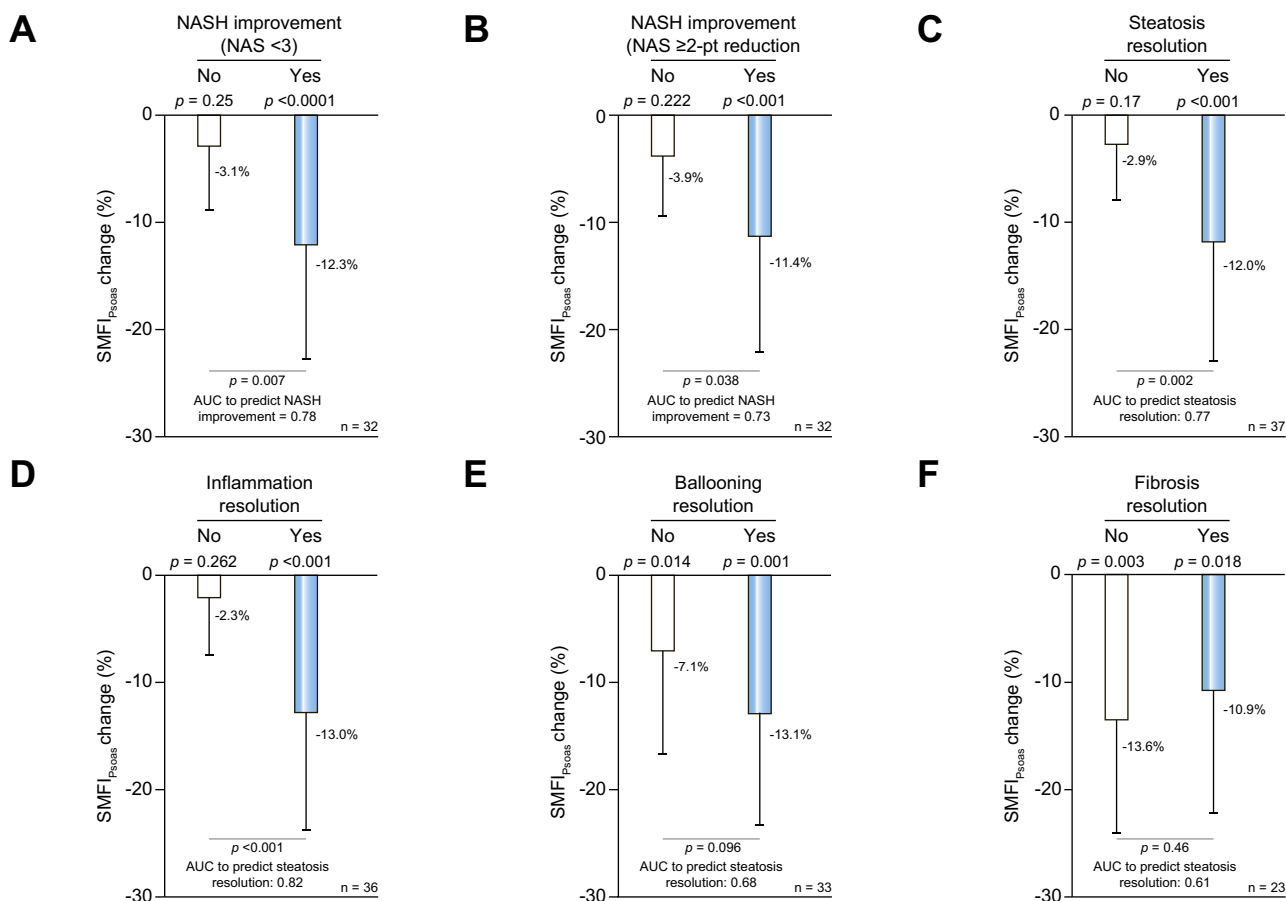 A
NASH improvement
(NAS <3)
No Yes
p = 0.25 p <0.0001
0
-10
-20
-30
SMFIPsoas change (%)
-3.1%
-12.3%
p = 0.007
AUC to predict NASH
improvement = 0.78
n = 32
B
NASH improvement
(NAS ≥2-pt reduction
No Yes
p = 0.222 p <0.001
0
-10
-20
-30
SMFIPsoas change (%)
-3.9%
-11.4%
p = 0.038
AUC to predict NASH
improvement = 0.73
n = 32
C
Steatosis
resolution
No Yes
p = 0.17 p <0.001
0
-10
-20
-30
SMFIPsoas change (%)
-2.9%
-12.0%
p = 0.002
AUC to predict steatosis
resolution: 0.77
n = 37
D
Inflammation
resolution
No Yes
p = 0.262 p <0.001
0
-10
-20
-30
SMFIPsoas change (%)
-2.3%
-13.0%
p <0.001
AUC to predict steatosis
resolution: 0.82
n = 36
E
Ballooning
resolution
No Yes
p = 0.014 p = 0.001
0
-10
-20
-30
SMFIPsoas change (%)
-7.1%
-13.1%
p = 0.096
AUC to predict steatosis
resolution: 0.68
n = 33
F
Fibrosis
resolution
No Yes
p = 0.003 p = 0.018
0
-10
-20
-30
SMFIPsoas change (%)
-13.6%
-10.9%
p = 0.46
AUC to predict steatosis
resolution: 0.61
n = 23